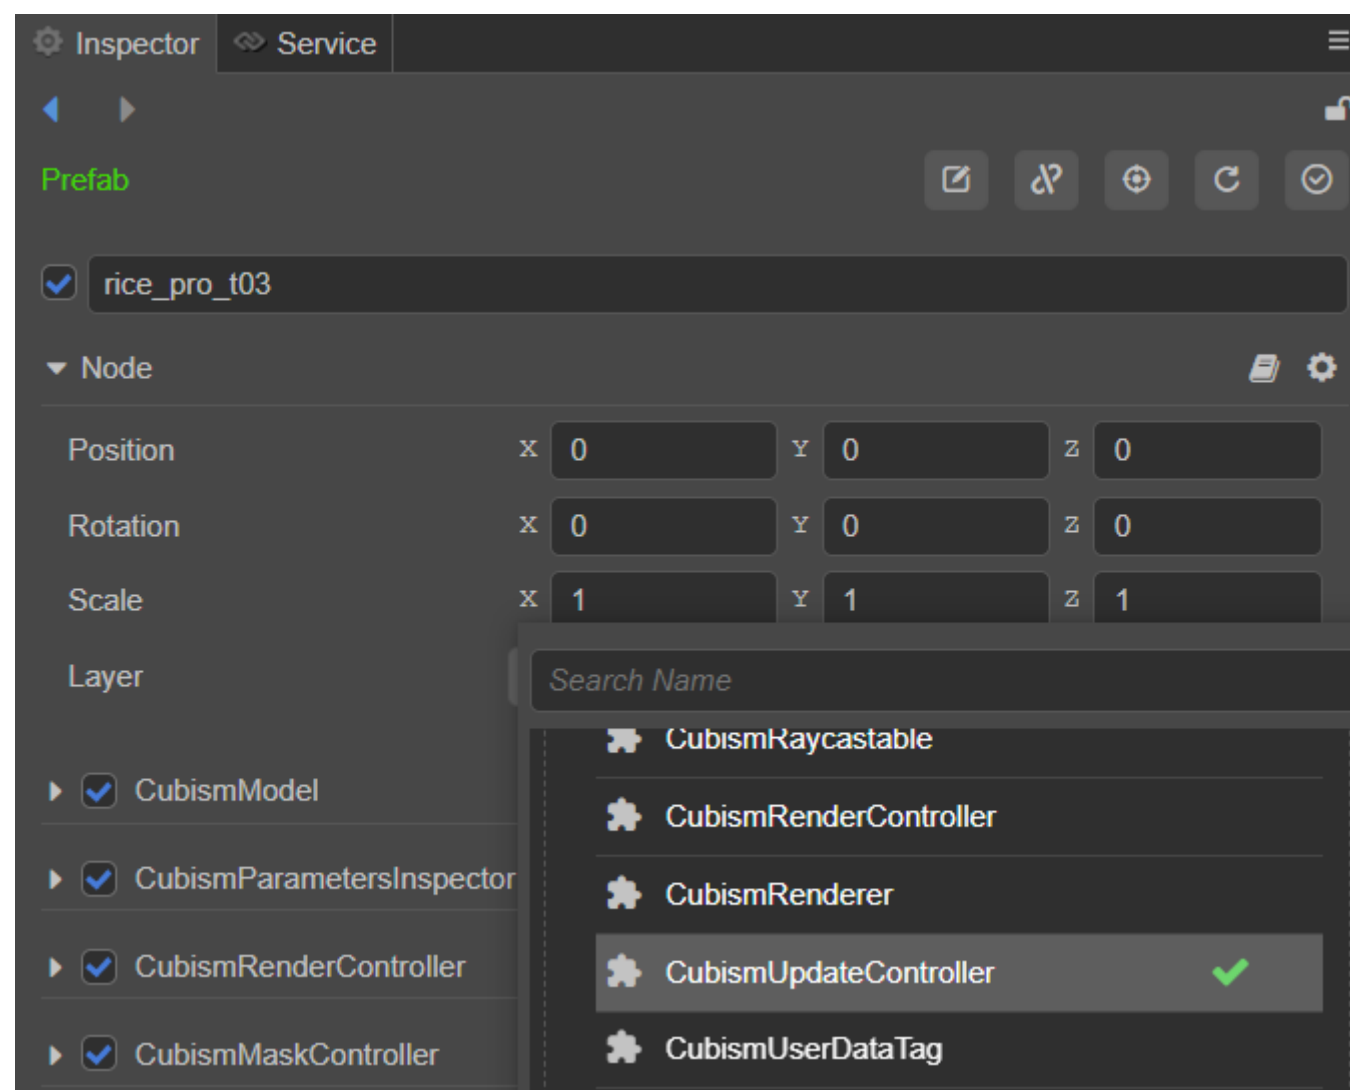 Inspector Service
Prefab
rice_pro_t03
Node
Position X 0 Y 0 Z 0
Rotation X 0 Y 0 Z 0
Scale X 1 Y 1 Z 1
Layer
Search Name
CubismRaycastable
CubismModel
CubismRenderController
CubismParametersInspector
CubismRenderer
CubismRenderController
CubismUpdateController
CubismMaskController
CubismUserDataTag